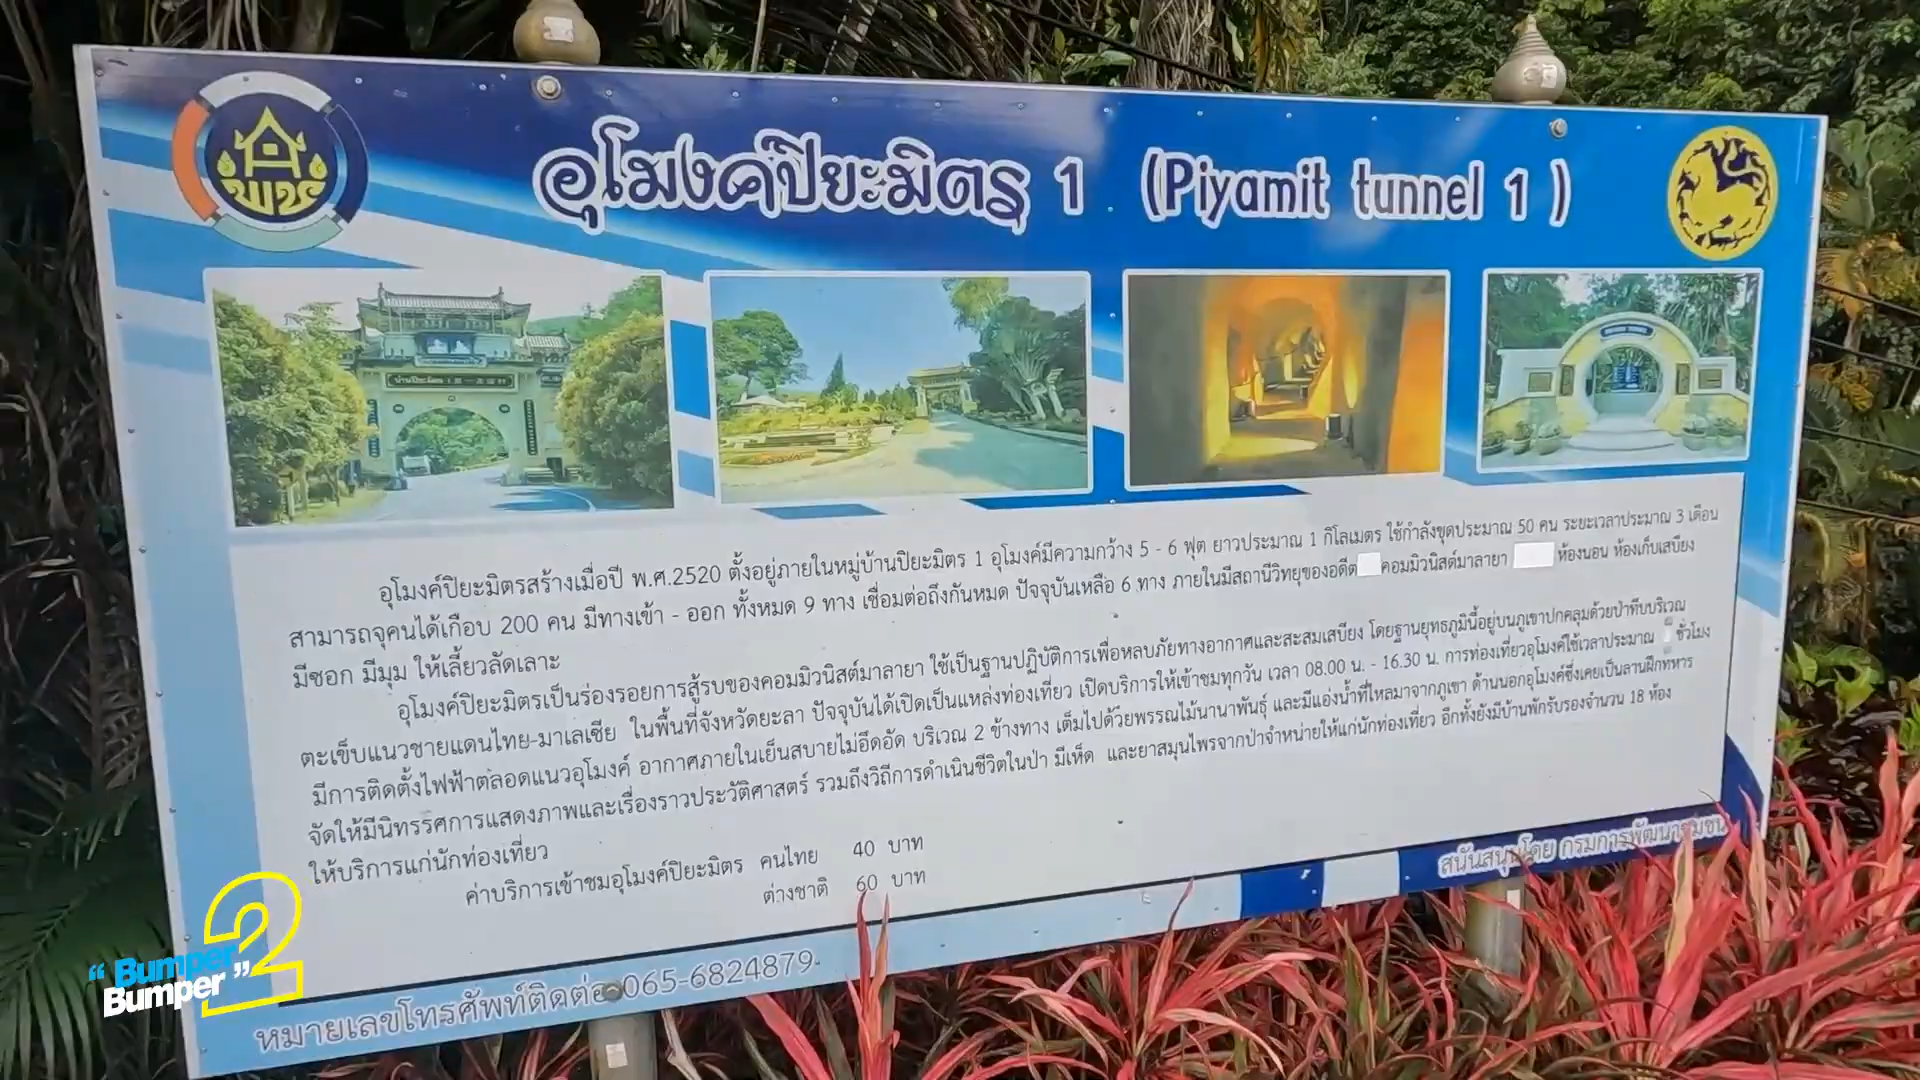 อุโมงค์ปิยะมิตร 1 (Piyamit tunnel 1 )
พช
อุโมงค์ปิยะมิตรสร้างเมื่อปี พ.ศ.2520 ตั้งอยู่ภายในหมู่บ้านปิยะมิตร 1 อุโมงค์มีความกว้าง 5 - 6 ฟุต ยาวประมาณ 1 กิโลเมตร ใช้กำลังขุดประมาณ 50 คน ระยะเวลาประมาณ 3 เดือน
สามารถจุคนได้เกือบ 200 คน มีทางเข้า - ออก ทั้งหมด 9 ทาง เชื่อมต่อถึงกันหมด ปัจจุบันเหลือ 6 ทาง ภายในมีสถานีวิทยุของอดีต คอมมิวนิสต์มาลายา ห้องนอน ห้องเก็บเสบียง
มีซอก มีมุม ให้เลี้ยวลัดเลาะ
อุโมงค์ปิยะมิตรเป็นร่องรอยการสู้รบของคอมมิวนิสต์มาลายา ใช้เป็นฐานปฏิบัติการเพื่อหลบภัยทางอากาศและสะสมเสบียง โดยฐานยุทธภูมินี้อยู่บนภูเขาปกคลุมด้วยป่าทึบบริเวณ
ตะเข็บแนวชายแดนไทย-มาเลเซีย ในพื้นที่จังหวัดยะลา ปัจจุบันได้เปิดเป็นแหล่งท่องเที่ยว เปิดบริการให้เข้าชมทุกวัน เวลา 08.00 น. - 16.30 น. การท่องเที่ยวอุโมงค์ใช้เวลาประมาณ ชั่วโมง
มีการติดตั้งไฟฟ้าตลอดแนวอุโมงค์ อากาศภายในเย็นสบายไม่อึดอัด บริเวณ 2 ข้างทาง เต็มไปด้วยพรรณไม้นานาพันธุ์ และมีแอ่งน้ำที่ไหลมาจากภูเขา ด้านนอกอุโมงค์ซึ่งเคยเป็นลานฝึกทหาร
จัดให้มีนิทรรศการแสดงภาพและเรื่องราวประวัติศาสตร์ รวมถึงวิถีการดำเนินชีวิตในป่า มีเห็ด และยาสมุนไพรจากป่าจำหน่ายให้แก่นักท่องเที่ยว อีกทั้งยังมีบ้านพักรับรองจำนวน 18 ห้อง
ให้บริการแก่นักท่องเที่ยว
ค่าบริการเข้าชมอุโมงค์ปิยะมิตร คนไทย 40 บาท
ต่างชาติ 60 บาท
สนันสนุนโดย กรมการพัฒนาชุมชน
หมายเลขโทรศัพท์ติดต่อ 065-6824879
“ Bumper
Bumper ” 2